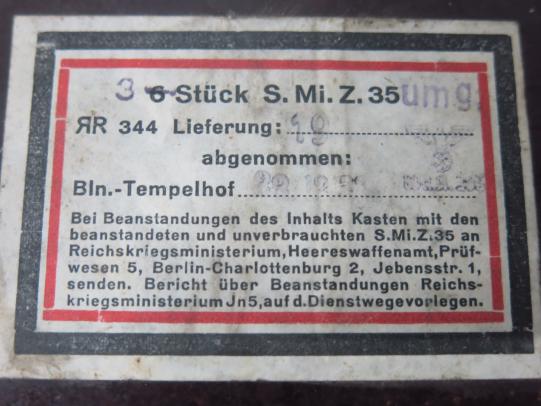 3 6 Stück S. Mi. Z. 35 umg.
ЯR 344 Lieferung:
abgenommen:
Bln.-Tempelhof
Bei Beanstandungen des Inhalts Kasten mit den
beanstandeten und unverbrauchten S.Mi.Z.35 an
Reichskriegsministerium, Heereswaffenamt, Prüf-
wesen 5, Berlin-Charlottenburg 2, Jebensstr. 1,
senden. Bericht über Beanstandungen Reichs-
kriegsministerium Jn5, auf d. Dienstwege vorlegen.